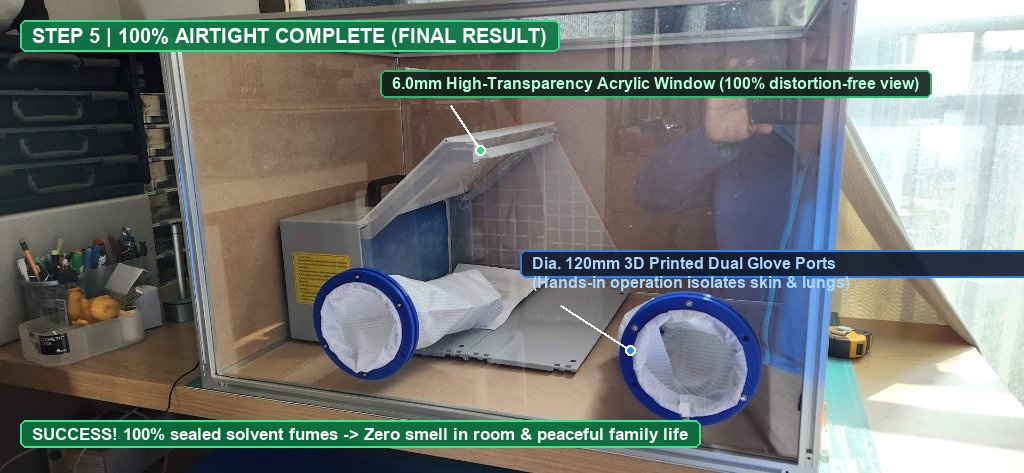 STEP 5 | 100% AIRTIGHT COMPLETE (FINAL RESULT)
6.0mm High-Transparency Acrylic Window (100% distortion-free view)
Dia. 120mm 3D Printed Dual Glove Ports
(Hands-in operation isolates skin & lungs)
SUCCESS! 100% sealed solvent fumes -> Zero smell in room & peaceful family life